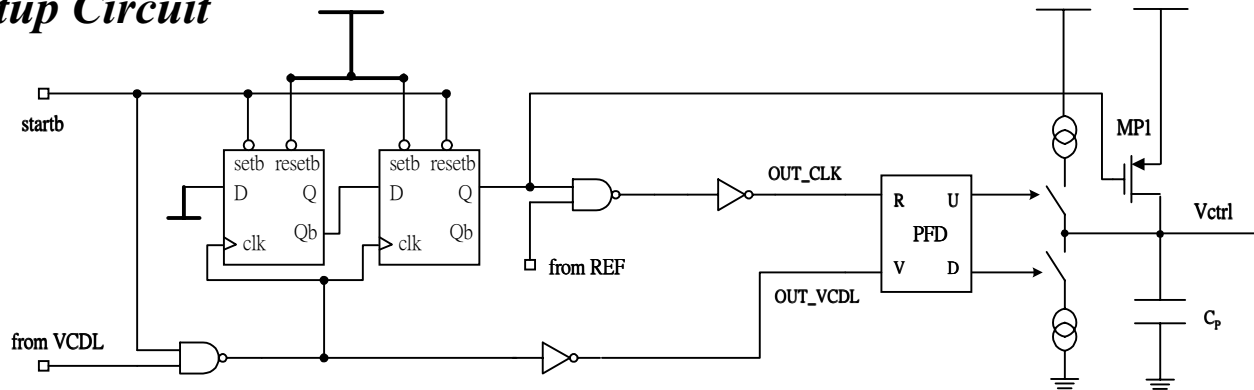 tup Circuit
startb
setb resetb
D Q
Qb
clk
setb resetb
D Q
Qb
clk
from REF
from VCDL
OUT_CLK
OUT_VCDL
R U
PFD
V D
MP1
Vctrl
CP